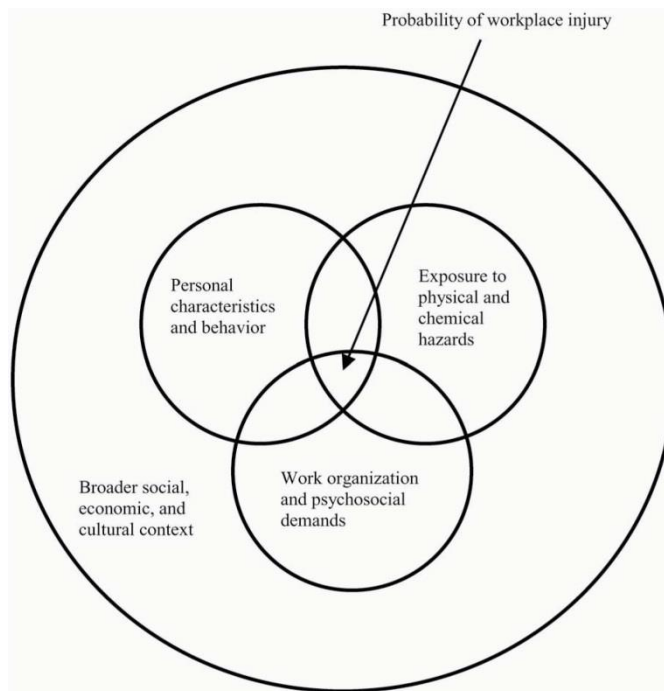 Probability of workplace injury
Personal
characteristics
and behavior
Exposure to
physical and
chemical
hazards
Work organization
and psychosocial
demands
Broader social,
economic, and
cultural context